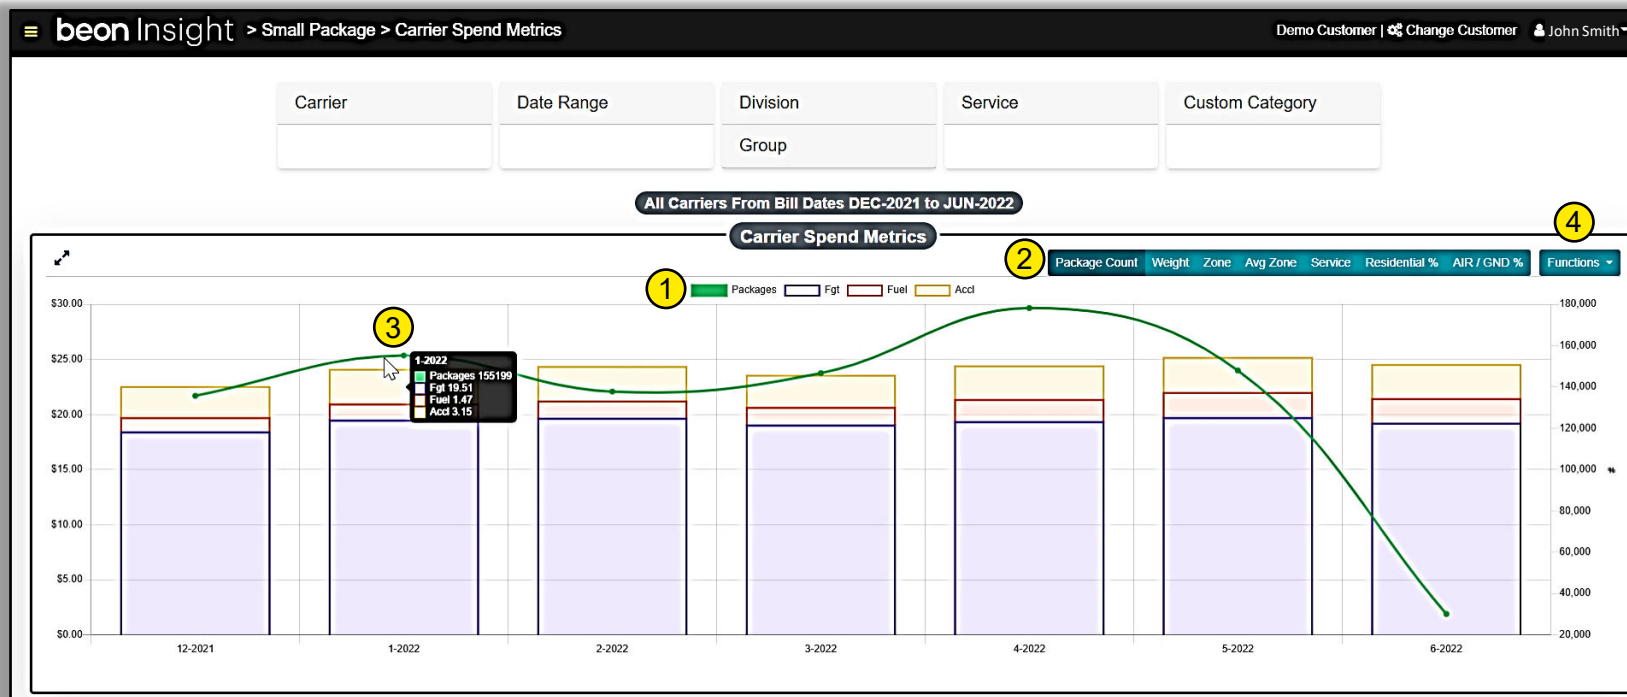 beon Insight > Small Package > Carrier Spend Metrics
Demo Customer | Change Customer John Smith
Carrier
Date Range
Division
Service
Custom Category
Group
All Carriers From Bill Dates DEC-2021 to JUN-2022
Carrier Spend Metrics
4
2
Package Count Weight Zone Avg Zone Service Residential % AIR / GND %
Functions
1
Packages Fgt Fuel Accl
3
1-2022
Packages 155199
Fgt 19.51
Fuel 1.47
Accl 3.15
$30.00
$25.00
$20.00
$15.00
$10.00
$5.00
$0.00
180,000
160,000
140,000
120,000
100,000
80,000
60,000
40,000
20,000
%
12-2021
1-2022
2-2022
3-2022
4-2022
5-2022
6-2022